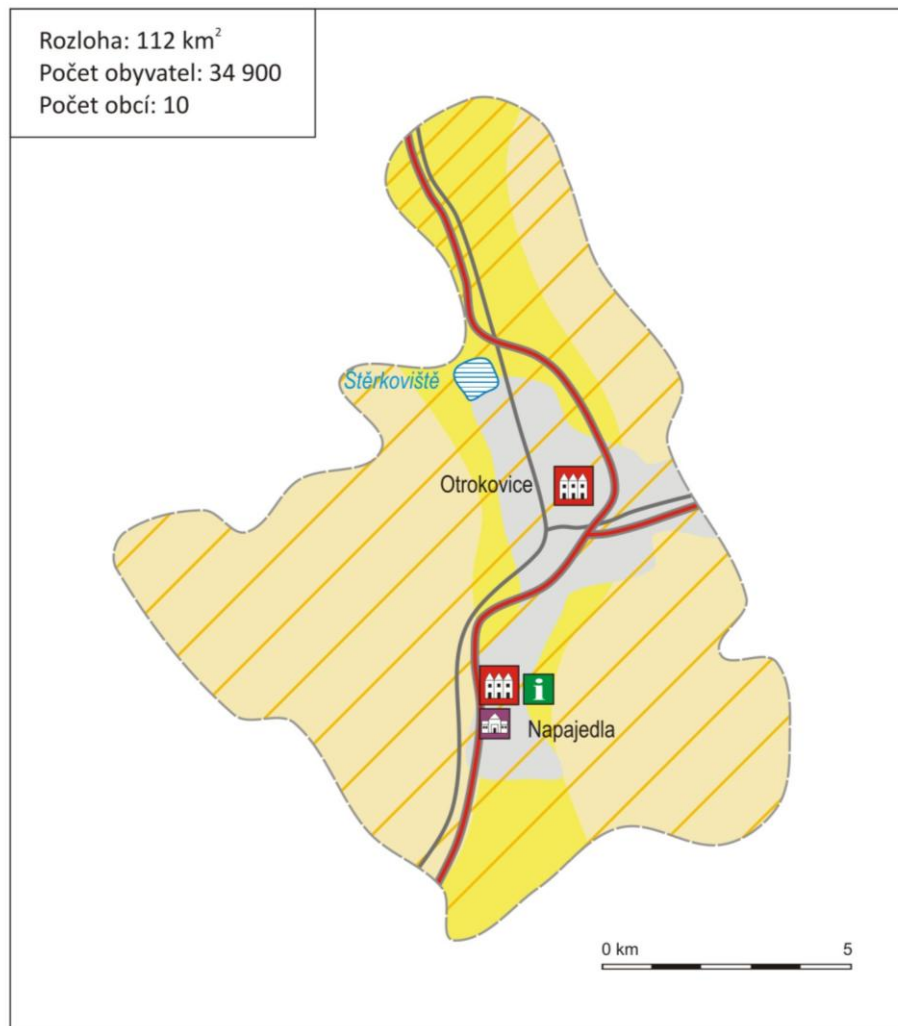 Rozloha: 112 km²
Počet obyvatel: 34 900
Počet obcí: 10
Štěrkoviště
Otrokovice
i
Napajedla
0 km 5